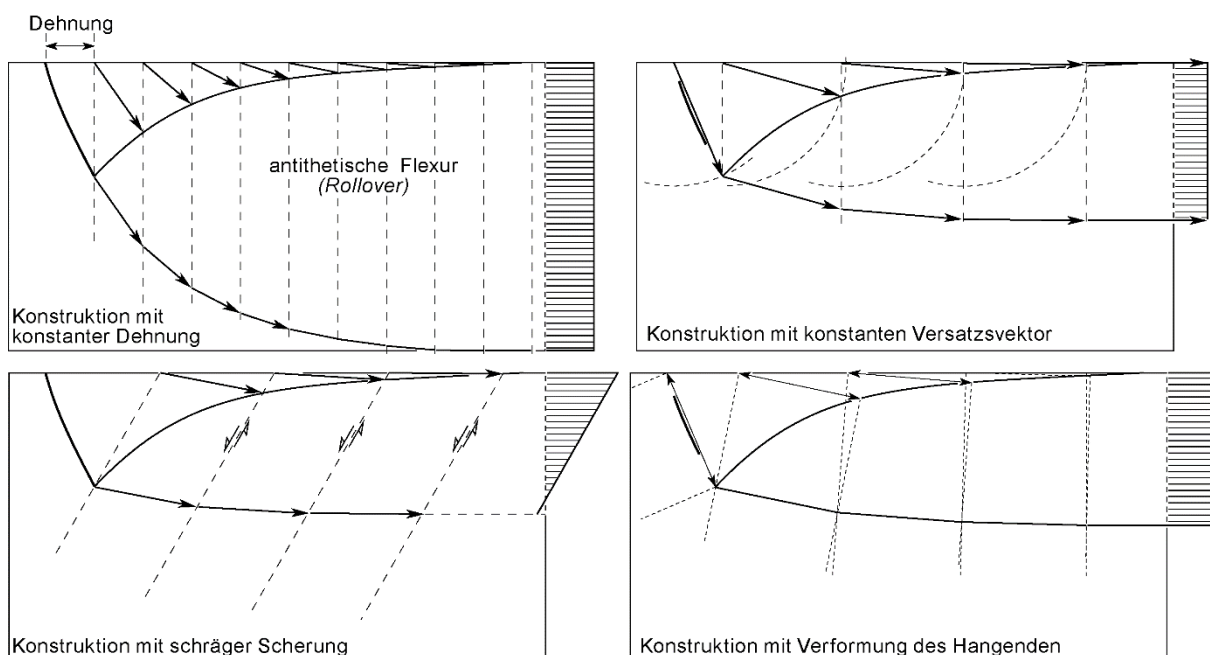 Dehnung
antithetische Flexur
(Rollover)
Konstruktion mit
konstanter Dehnung
Konstruktion mit konstanten Versatzsvektor
Konstruktion mit schräger Scherung
Konstruktion mit Verformung des Hangenden